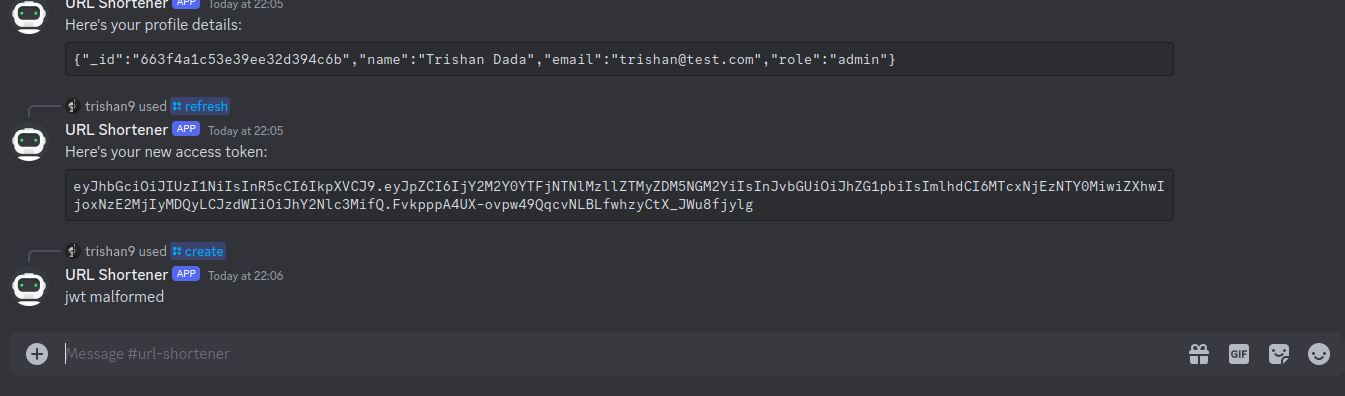 URL Shortener APP Today at 22:05
Here's your profile details:
{"_id":"663f4a1c53e39ee32d394c6b","name":"Trishan Dada","email":"trishan@test.com","role":"admin"}
trishan9 used refresh
URL Shortener APP Today at 22:05
Here's your new access token:
eyJhbGciOiJIUzI1NiIsInR5cCI6IkpXVCJ9.eyJpZCI6IjY2M2Y0YTFjNTNlMzllZTMyZDM5NGM2YiIsInJvbGUiOiJhZG1pbiIsImlhdCI6MTcxNjEzNTY0MiwiZXhwI
joxNzE2MjIyMDQyLCJzdWIiOiJhY2Nlc3MifQ.FvkpppA4UX-ovpw49QqcvNLBLfwhzyCtX_JWu8fjylg
trishan9 used create
URL Shortener APP Today at 22:06
jwt malformed
Message #url-shortener
GIF